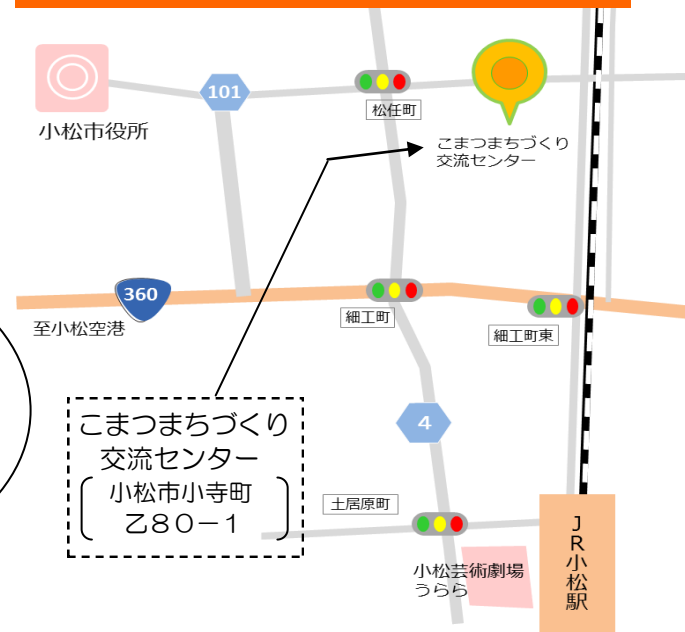 101
松任町
小松市役所
こまつまちづくり
交流センター
360
至小松空港
細工町
細工町東
こまつまちづくり
交流センター
小松市小寺町
乙80-1
4
土居原町
小松芸術劇場
うらら
JR小松駅